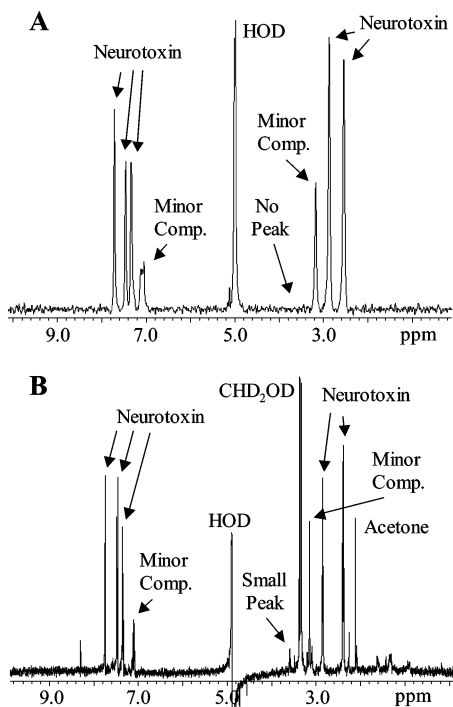 A
Neurotoxin
HOD
Neurotoxin
Minor
Comp.
Minor
Comp.
No
Peak
9.0 7.0 5.0 3.0 ppm
B
CHD₂OD
Neurotoxin
Neurotoxin
Minor
Comp.
HOD
Acetone
Minor
Comp.
Small
Peak
9.0 7.0 5.0 3.0 ppm